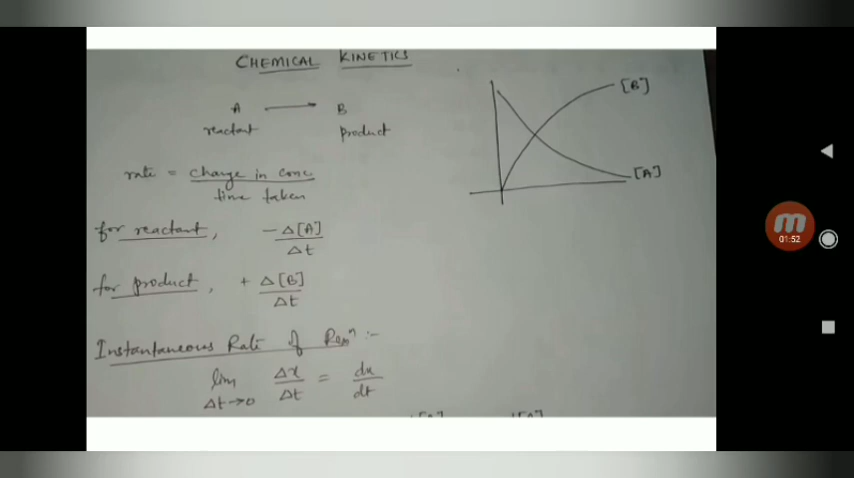 CHEMICAL KINETICS
A → B
reactant product
[B]
[A]
rate = change in conc
time taken
for reactant, - Δ[A]
Δt
for product, + Δ[B]
Δt
Instantaneous Rate of Reaⁿ :-
lim Δx = dx
Δt→0 Δt dt
01:52